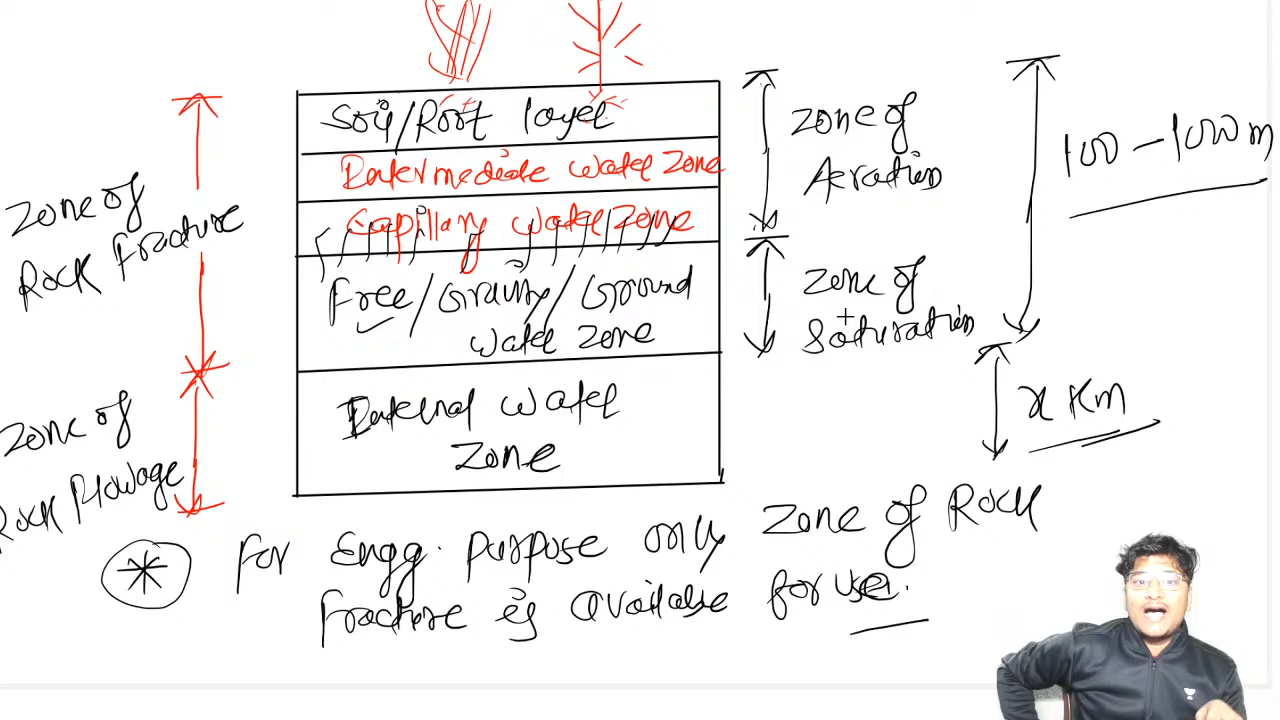 Soil/Root layer
Intermediate water Zone
Capillary water Zone
Free/Gravity/Ground
water zone
Internal water
Zone
Zone of
Rock Fracture
Zone of
Rock Flowage
Zone of
Aeration
Zone of
Saturation
100 - 1000 m
x Km
* For Engg. Purpose only Zone of Rock
Fracture is available for use.